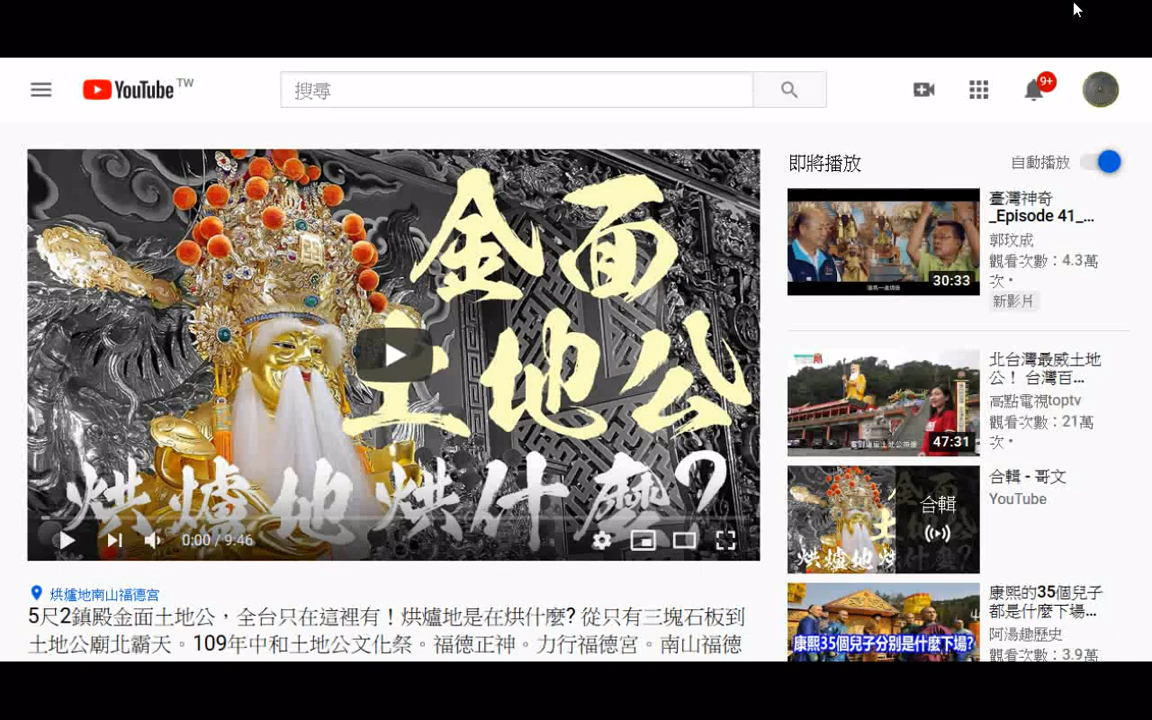 YouTube TW
搜尋
9+
金面
土地公
烘爐地烘什麼?
0:00 / 9:46
烘爐地南山福德宮
5尺2鎮殿金面土地公，全台只在這裡有！烘爐地是在烘什麼? 從只有三塊石板到
土地公廟北霸天。109年中和土地公文化祭。福德正神。力行福德宮。南山福德
即將播放
自動播放
30:33
臺灣神奇
_Episode 41_...
郭玟成
觀看次數：4.3萬
次・
新影片
47:31
北台灣最威土地
公！ 台灣百...
高點電視toptv
觀看次數：21萬
次・
合輯
合輯 - 哥文
YouTube
康熙35個兒子分別是什麼下場?
康熙的35個兒子
都是什麼下場...
阿湯趣歷史
觀看次數：3.9萬